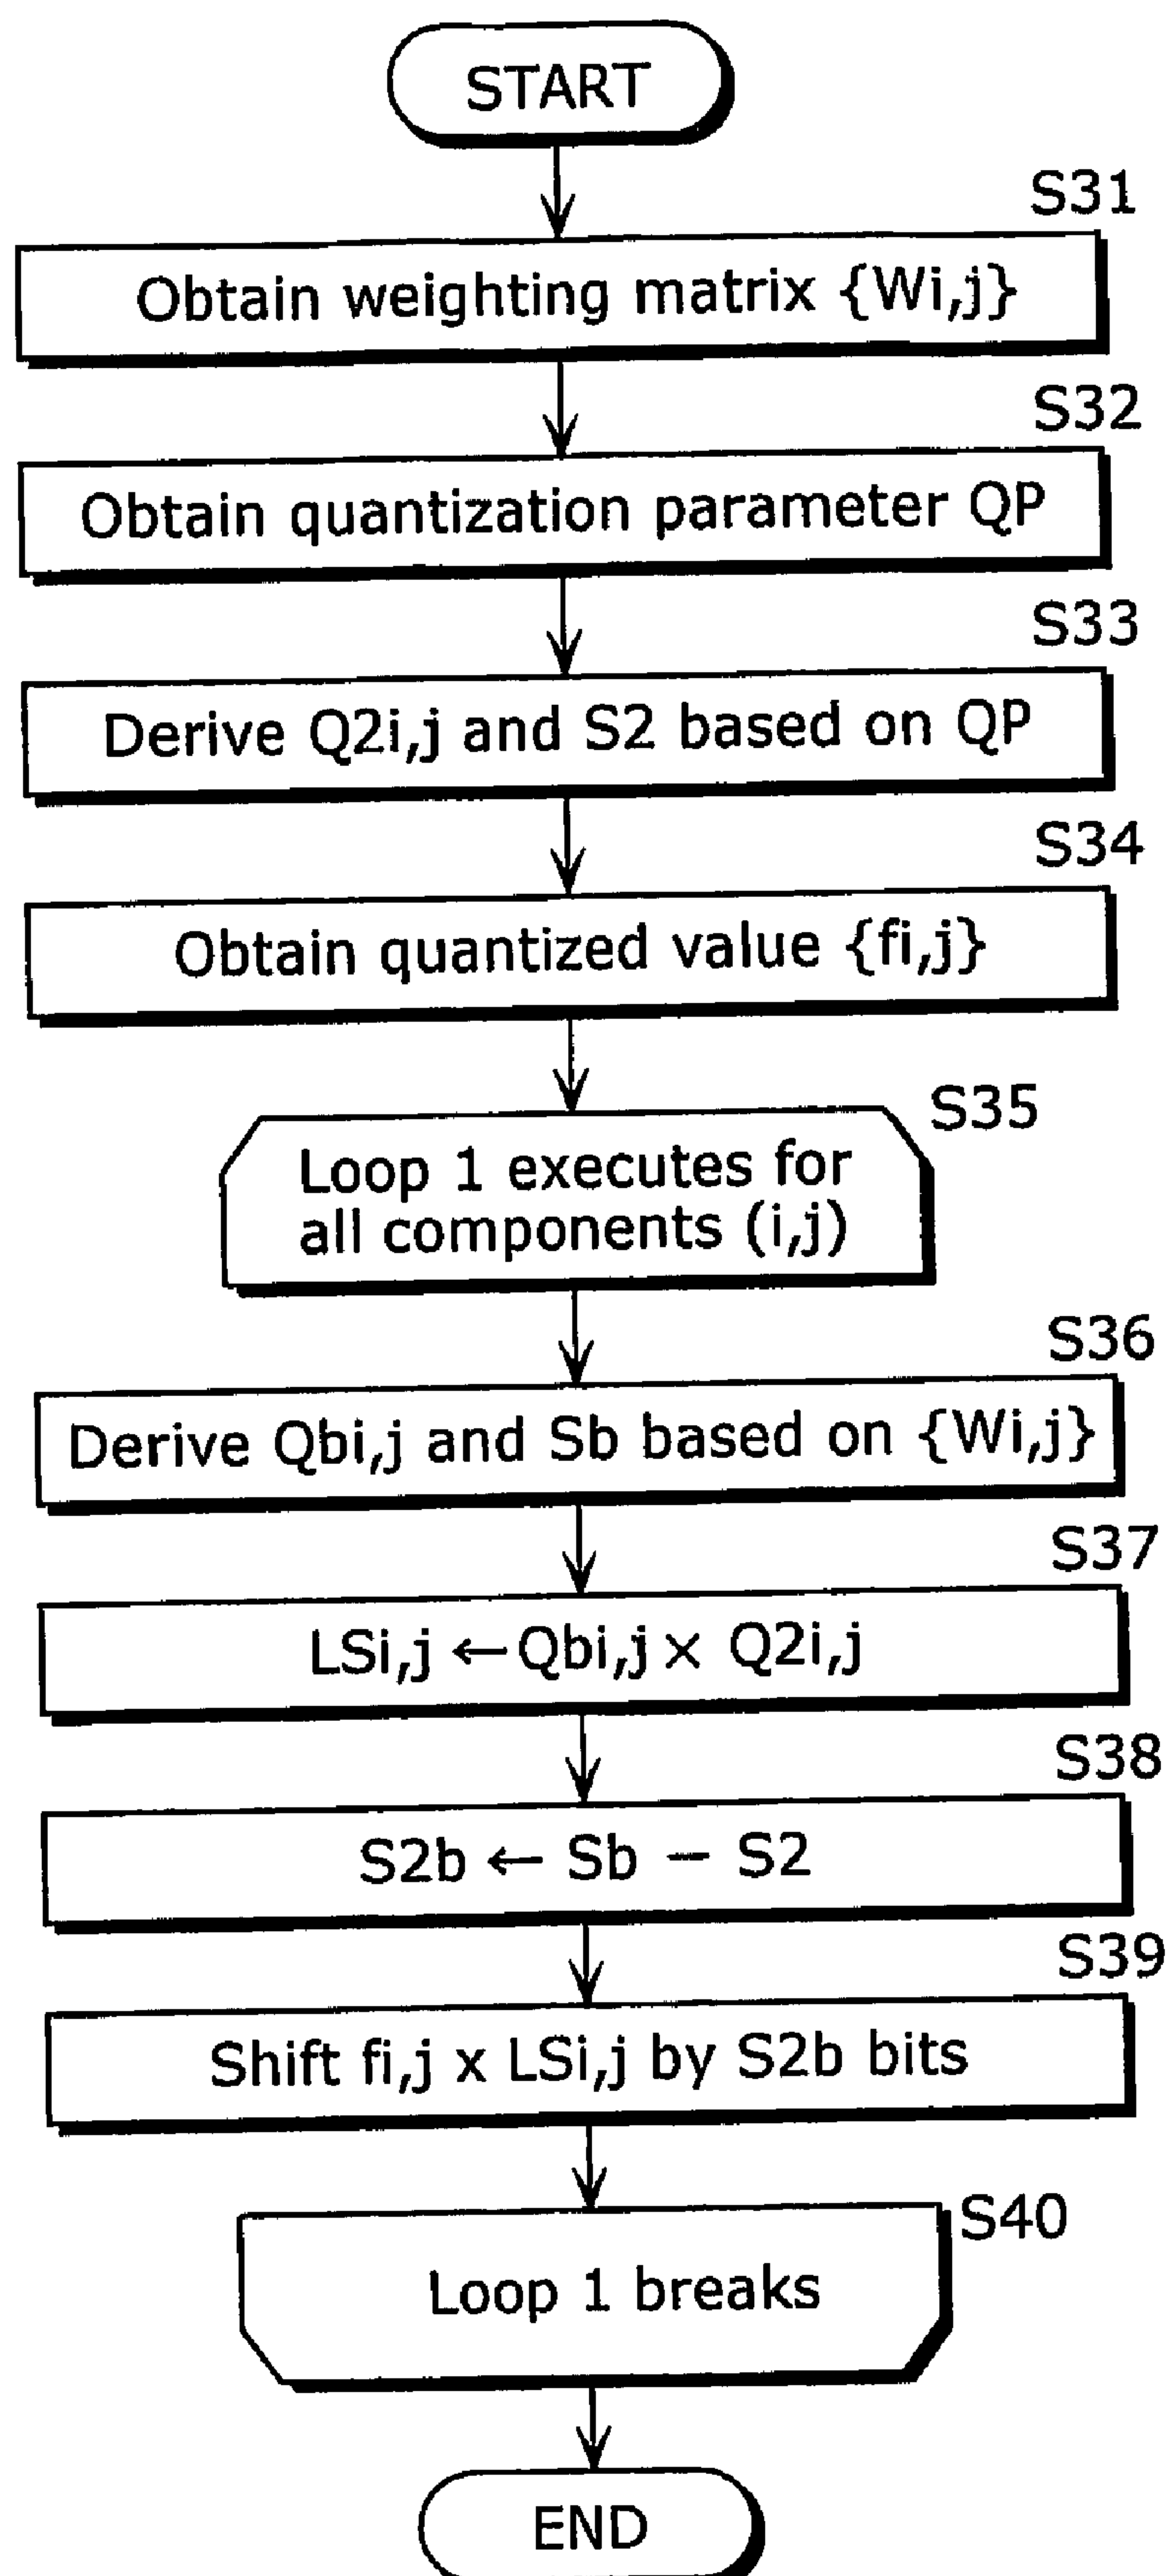 START
S31
Obtain weighting matrix {Wi,j}
S32
Obtain quantization parameter QP
S33
Derive Q2i,j and S2 based on QP
S34
Obtain quantized value {fi,j}
S35
Loop 1 executes for
all components (i,j)
S36
Derive Qbi,j and Sb based on {Wi,j}
S37
LSi,j ← Qbi,j × Q2i,j
S38
S2b ← Sb − S2
S39
Shift fi,j x LSi,j by S2b bits
S40
Loop 1 breaks
END